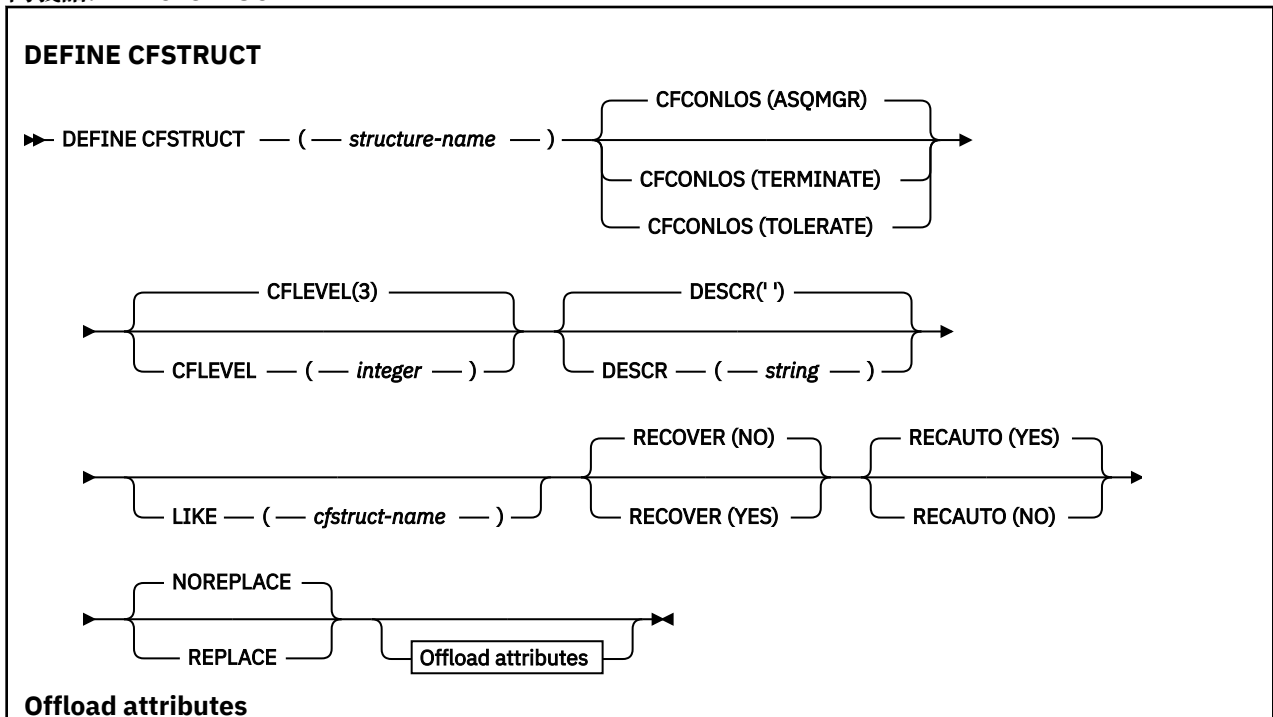 DEFINE CFSTRUCT
CFCONLOS (ASQMGR)
DEFINE CFSTRUCT ( structure-name )
CFCONLOS (TERMINATE)
CFCONLOS (TOLERATE)
CFLEVEL(3) DESCR(' ')
CFLEVEL ( integer ) DESCR ( string )
RECOVER (NO) RECAUTO (YES)
LIKE ( cfstruct-name ) RECOVER (YES) RECAUTO (NO)
NOREPLACE
REPLACE Offload attributes
Offload attributes